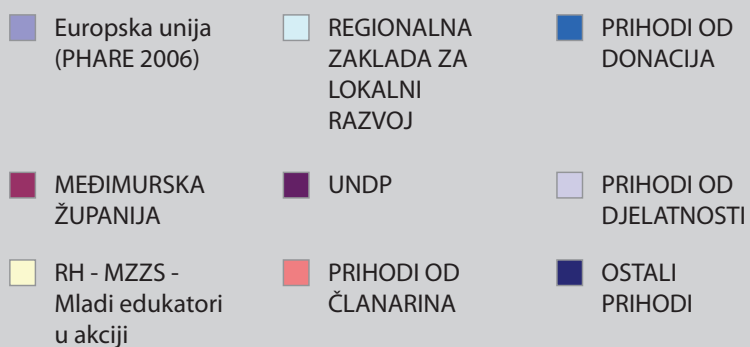 Europska unija
(PHARE 2006)
REGIONALNA
ZAKLADA ZA
LOKALNI
RAZVOJ
PRIHODI OD
DONACIJA
MEĐIMURSKA
ŽUPANIJA
UNDP
PRIHODI OD
DJELATNOSTI
RH - MZZS -
Mladi edukatori
u akciji
PRIHODI OD
ČLANARINA
OSTALI
PRIHODI